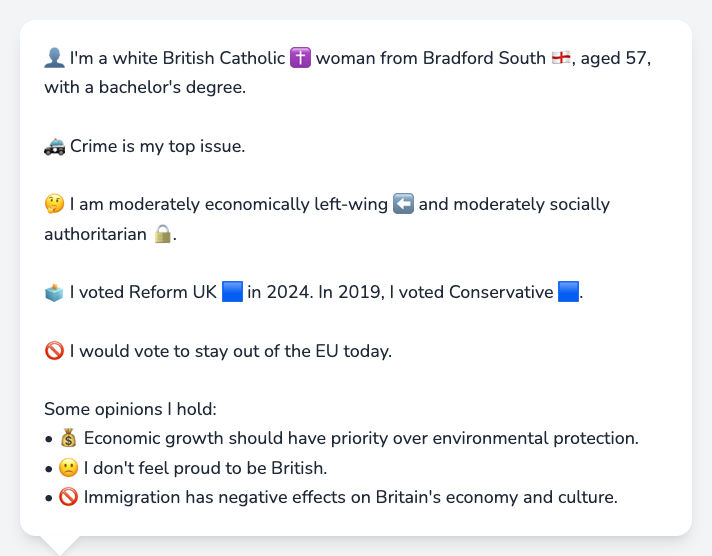 👤 I'm a white British Catholic ✝️ woman from Bradford South 🏴󠁧󠁢󠁥󠁮󠁧󠁿, aged 57,
with a bachelor's degree.
🚓 Crime is my top issue.
🤔 I am moderately economically left-wing ⬅️ and moderately socially
authoritarian 🔒.
🗳️ I voted Reform UK 🟦 in 2024. In 2019, I voted Conservative 🟦.
🚫 I would vote to stay out of the EU today.
Some opinions I hold:
• 💰 Economic growth should have priority over environmental protection.
• 🙁 I don't feel proud to be British.
• 🚫 Immigration has negative effects on Britain's economy and culture.